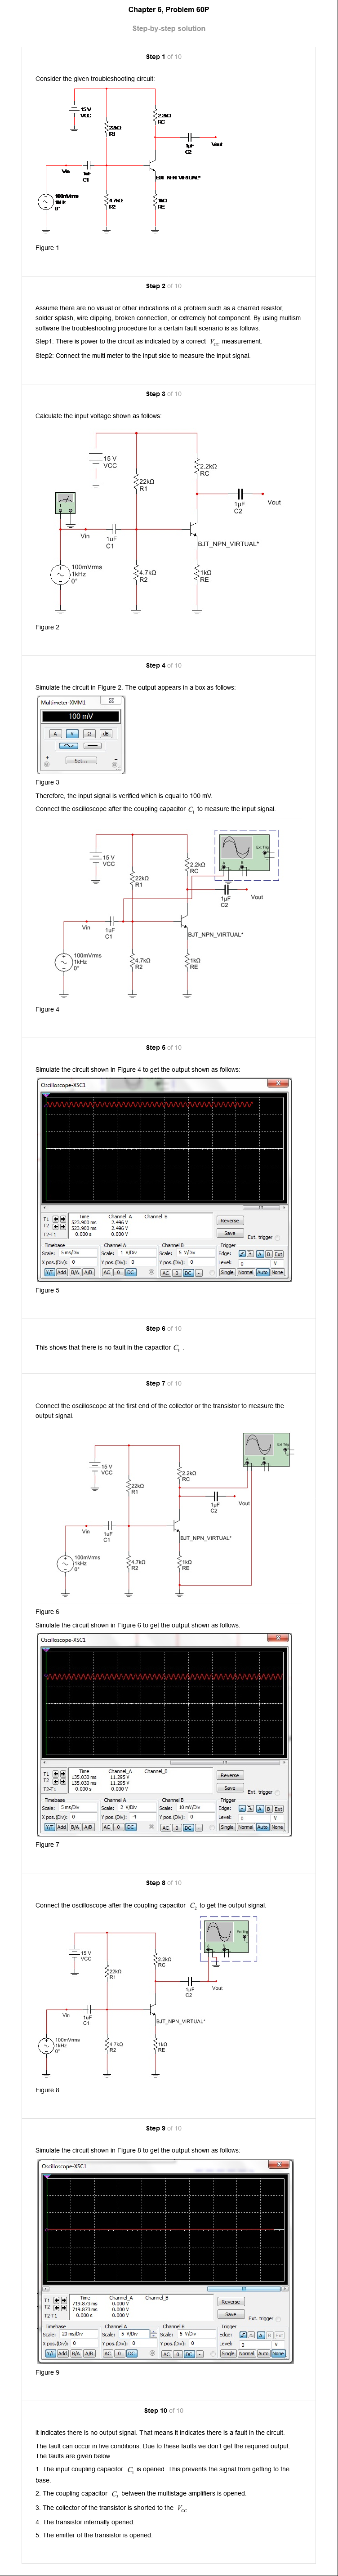 Chapter 6, Problem 60P
Step-by-step solution
Step 1 of 10
Consider the given troubleshooting circuit:
15 V
VCC
22kΩ
R1
2.2kΩ
RC
1µF
C2
Vout
Vin
1uF
C1
BJT_NPN_VIRTUAL*
100mVrms
1kHz
0°
4.7kΩ
R2
1kΩ
RE
Figure 1
Step 2 of 10
Assume there are no visual or other indications of a problem such as a charred resistor,
solder splash, wire clipping, broken connection, or extremely hot component. By using multism
software the troubleshooting procedure for a certain fault scenario is as follows:
Step1: There is power to the circuit as indicated by a correct VCC measurement.
Step2: Connect the multi meter to the input side to measure the input signal.
Step 3 of 10
Calculate the input voltage shown as follows:
15 V
VCC
22kΩ
R1
2.2kΩ
RC
1µF
C2
Vout
Vin
1uF
C1
BJT_NPN_VIRTUAL*
100mVrms
1kHz
0°
4.7kΩ
R2
1kΩ
RE
Figure 2
Step 4 of 10
Simulate the circuit in Figure 2. The output appears in a box as follows:
Multimeter-XMM1
100 mV
A V Ω dB
Set...
+ -
Figure 3
Therefore, the input signal is verified which is equal to 100 mV.
Connect the oscilloscope after the coupling capacitor C1 to measure the input signal.
15 V
VCC
22kΩ
R1
2.2kΩ
RC
Ext Trig
A B
1µF
C2
Vout
Vin
1uF
C1
BJT_NPN_VIRTUAL*
100mVrms
1kHz
0°
4.7kΩ
R2
1kΩ
RE
Figure 4
Step 5 of 10
Simulate the circuit shown in Figure 4 to get the output shown as follows:
Oscilloscope-XSC1
Time Channel_A Channel_B
T1 523.900 ms 2.496 V
T2 523.900 ms 2.496 V
T2-T1 0.000 s 0.000 V
Reverse
Save
Ext. trigger
Timebase Channel A Channel B Trigger
Scale: 5 ms/Div Scale: 1 V/Div Scale: 5 V/Div Edge: A B Ext
X pos.(Div): 0 Y pos.(Div): 0 Y pos.(Div): 0 Level: 0 V
Y/T Add B/A A/B AC 0 DC AC 0 DC - Single Normal Auto None
Figure 5
Step 6 of 10
This shows that there is no fault in the capacitor C1 .
Step 7 of 10
Connect the oscilloscope at the first end of the collector or the transistor to measure the
output signal.
15 V
VCC
22kΩ
R1
2.2kΩ
RC
Ext Trig
A B
1µF
C2
Vout
Vin
1uF
C1
BJT_NPN_VIRTUAL*
100mVrms
1kHz
0°
4.7kΩ
R2
1kΩ
RE
Figure 6
Simulate the circuit shown in Figure 6 to get the output shown as follows:
Oscilloscope-XSC1
Time Channel_A Channel_B
T1 135.030 ms 11.295 V
T2 135.030 ms 11.295 V
T2-T1 0.000 s 0.000 V
Reverse
Save
Ext. trigger
Timebase Channel A Channel B Trigger
Scale: 5 ms/Div Scale: 2 V/Div Scale: 10 mV/Div Edge: A B Ext
X pos.(Div): 0 Y pos.(Div): -4 Y pos.(Div): 0 Level: 0 V
Y/T Add B/A A/B AC 0 DC AC 0 DC - Single Normal Auto None
Figure 7
Step 8 of 10
Connect the oscilloscope after the coupling capacitor C2 to get the output signal.
15 V
VCC
22kΩ
R1
2.2kΩ
RC
Ext Trig
A B
1µF
C2
Vout
Vin
1uF
C1
BJT_NPN_VIRTUAL*
100mVrms
1kHz
0°
4.7kΩ
R2
1kΩ
RE
Figure 8
Step 9 of 10
Simulate the circuit shown in Figure 8 to get the output shown as follows:
Oscilloscope-XSC1
Time Channel_A Channel_B
T1 719.873 ms 0.000 V
T2 719.873 ms 0.000 V
T2-T1 0.000 s 0.000 V
Reverse
Save
Ext. trigger
Timebase Channel A Channel B Trigger
Scale: 20 ms/Div Scale: 5 V/Div Scale: 5 V/Div Edge: A B Ext
X pos.(Div): 0 Y pos.(Div): 0 Y pos.(Div): 0 Level: 0 V
Y/T Add B/A A/B AC 0 DC AC 0 DC - Single Normal Auto None
Figure 9
Step 10 of 10
It indicates there is no output signal. That means it indicates there is a fault in the circuit.
The fault can occur in five conditions. Due to these faults we don't get the required output.
The faults are given below.
1. The input coupling capacitor C1 is opened. This prevents the signal from getting to the
base.
2. The coupling capacitor C3 between the multistage amplifiers is opened.
3. The collector of the transistor is shorted to the VCC
4. The transistor internally opened.
5. The emitter of the transistor is opened.